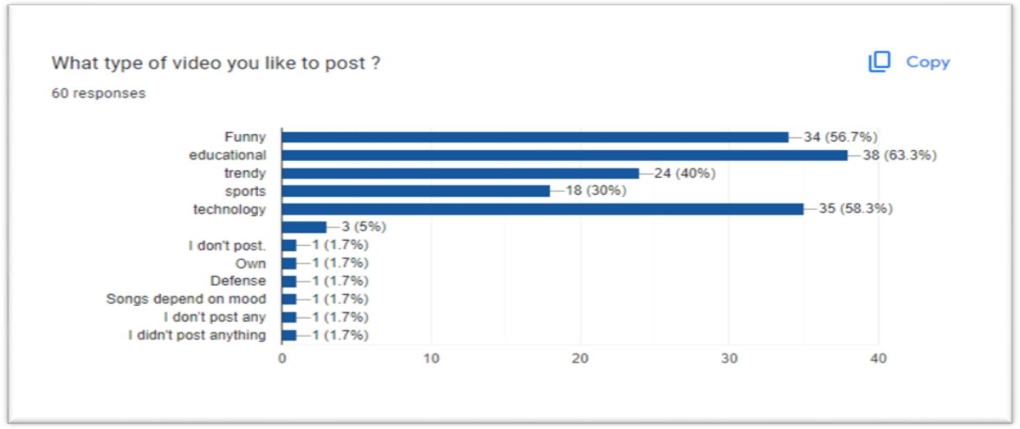 What type of video you like to post ?
Copy
60 responses
Funny 34 (56.7%)
educational 38 (63.3%)
trendy 24 (40%)
sports 18 (30%)
technology 35 (58.3%)
3 (5%)
I don't post. 1 (1.7%)
Own 1 (1.7%)
Defense 1 (1.7%)
Songs depend on mood 1 (1.7%)
I don't post any 1 (1.7%)
I didn't post anything 1 (1.7%)
0 10 20 30 40